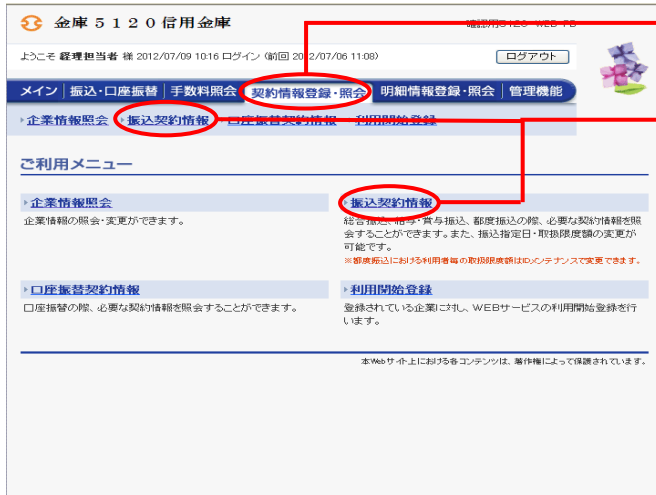 金庫５１２０信用金庫
確認用5120 WEB-FB
ようこそ 経理担当者 様 2012/07/09 10:16 ログイン (前回 2012/07/06 11:08)
ログアウト
メイン 振込・口座振替 手数料照会 契約情報登録・照会 明細情報登録・照会 管理機能
企業情報照会 振込契約情報 口座振替契約情報 利用開始登録
ご利用メニュー
企業情報照会
企業情報の照会・変更ができます。
振込契約情報
総合振込、給与・賞与振込、都度振込の際、必要な契約情報を照
会することができます。また、振込指定日・取扱限度額の変更が
可能です。
※都度振込における利用者毎の取扱限度額はIDメンテナンスで変更できます。
口座振替契約情報
口座振替の際、必要な契約情報を照会することができます。
利用開始登録
登録されている企業に対し、ＷＥＢサービスの利用開始登録を行
います。
本Webサイト上における各コンテンツは、著作権によって保護されています。